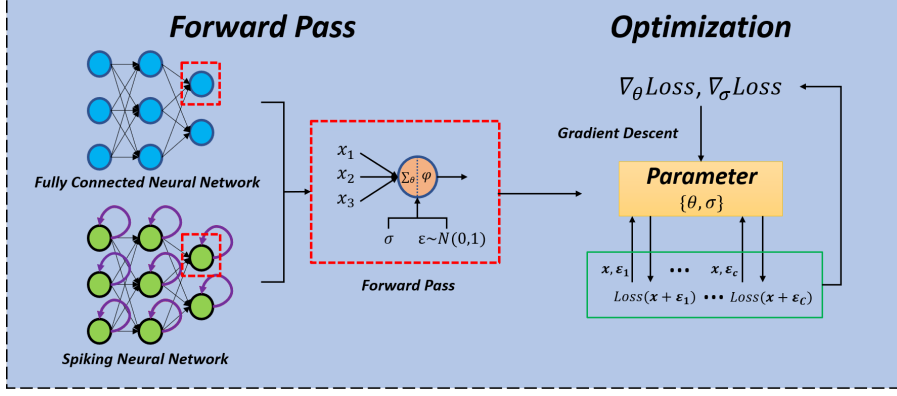 Forward Pass
Optimization
Fully Connected Neural Network
Spiking Neural Network
x₁
x₂
x₃
∑θ φ
σ ε~N(0,1)
Forward Pass
∇θLoss, ∇σLoss
Gradient Descent
Parameter
{θ, σ}
x, ε₁ ••• x, εc
Loss(x + ε₁) ••• Loss(x + εC)